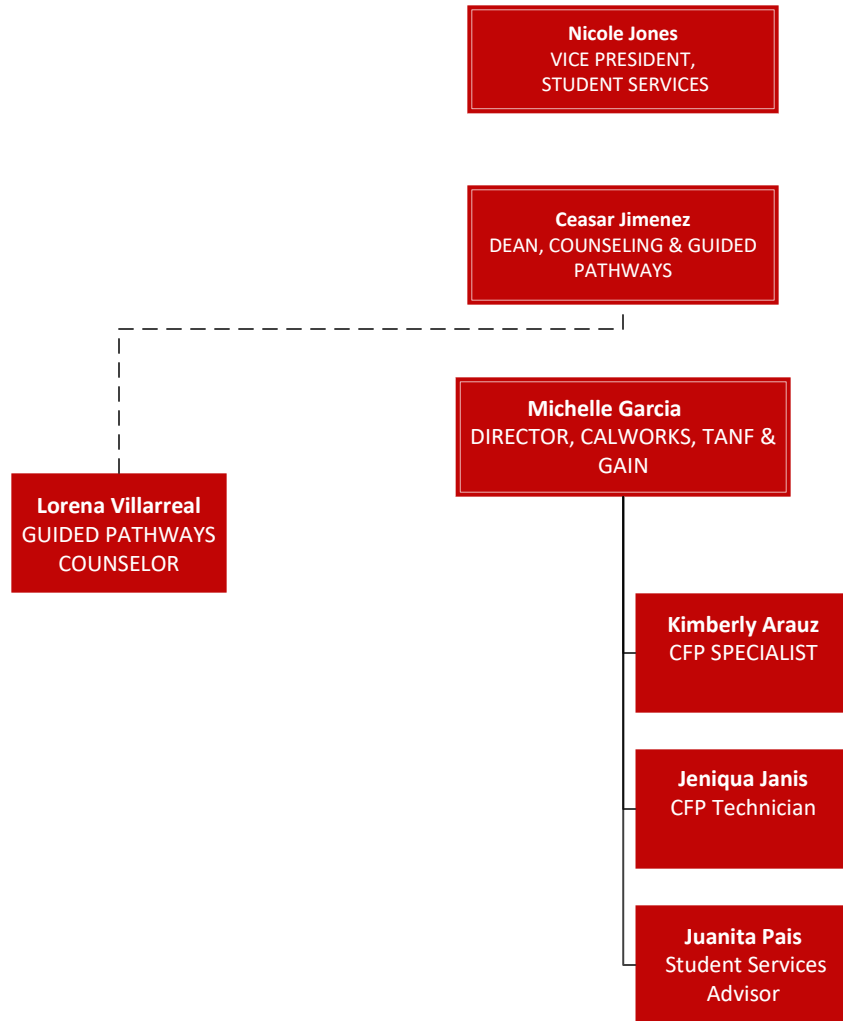 Nicole Jones
VICE PRESIDENT,
STUDENT SERVICES
Ceasar Jimenez
DEAN, COUNSELING & GUIDED
PATHWAYS
Michelle Garcia
DIRECTOR, CALWORKS, TANF &
GAIN
Lorena Villarreal
GUIDED PATHWAYS
COUNSELOR
Kimberly Arauz
CFP SPECIALIST
Jeniqua Janis
CFP Technician
Juanita Pais
Student Services
Advisor